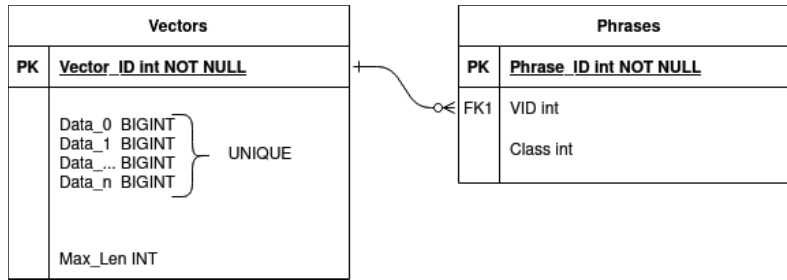 Vectors
PK Vector_ID int NOT NULL
Data_0 BIGINT
Data_1 BIGINT
Data_... BIGINT
Data_n BIGINT
UNIQUE
Max_Len INT
Phrases
PK Phrase_ID int NOT NULL
FK1 VID int
Class int